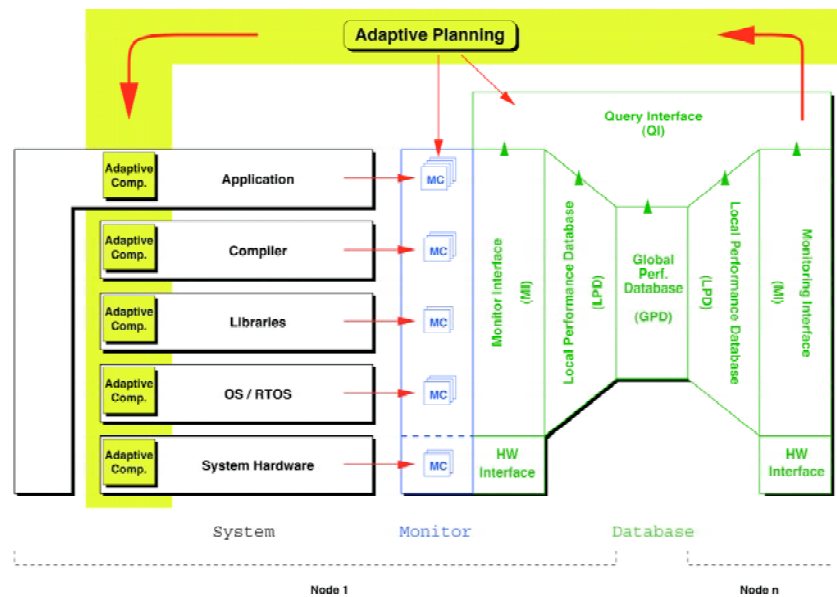 Adaptive Planning
Query Interface
(QI)
Adaptive
Comp.
Application
MC
Adaptive
Comp.
Compiler
MC
Adaptive
Comp.
Libraries
MC
Adaptive
Comp.
OS / RTOS
MC
Adaptive
Comp.
System Hardware
MC
Monitor Interface
(MI)
Local Performance Database
(LPD)
Global
Perf.
Database
(GPD)
(LPD)
Local Performance Database
(MI)
Monitoring Interface
HW
Interface
HW
Interface
System
Monitor
Database
Node 1
Node n